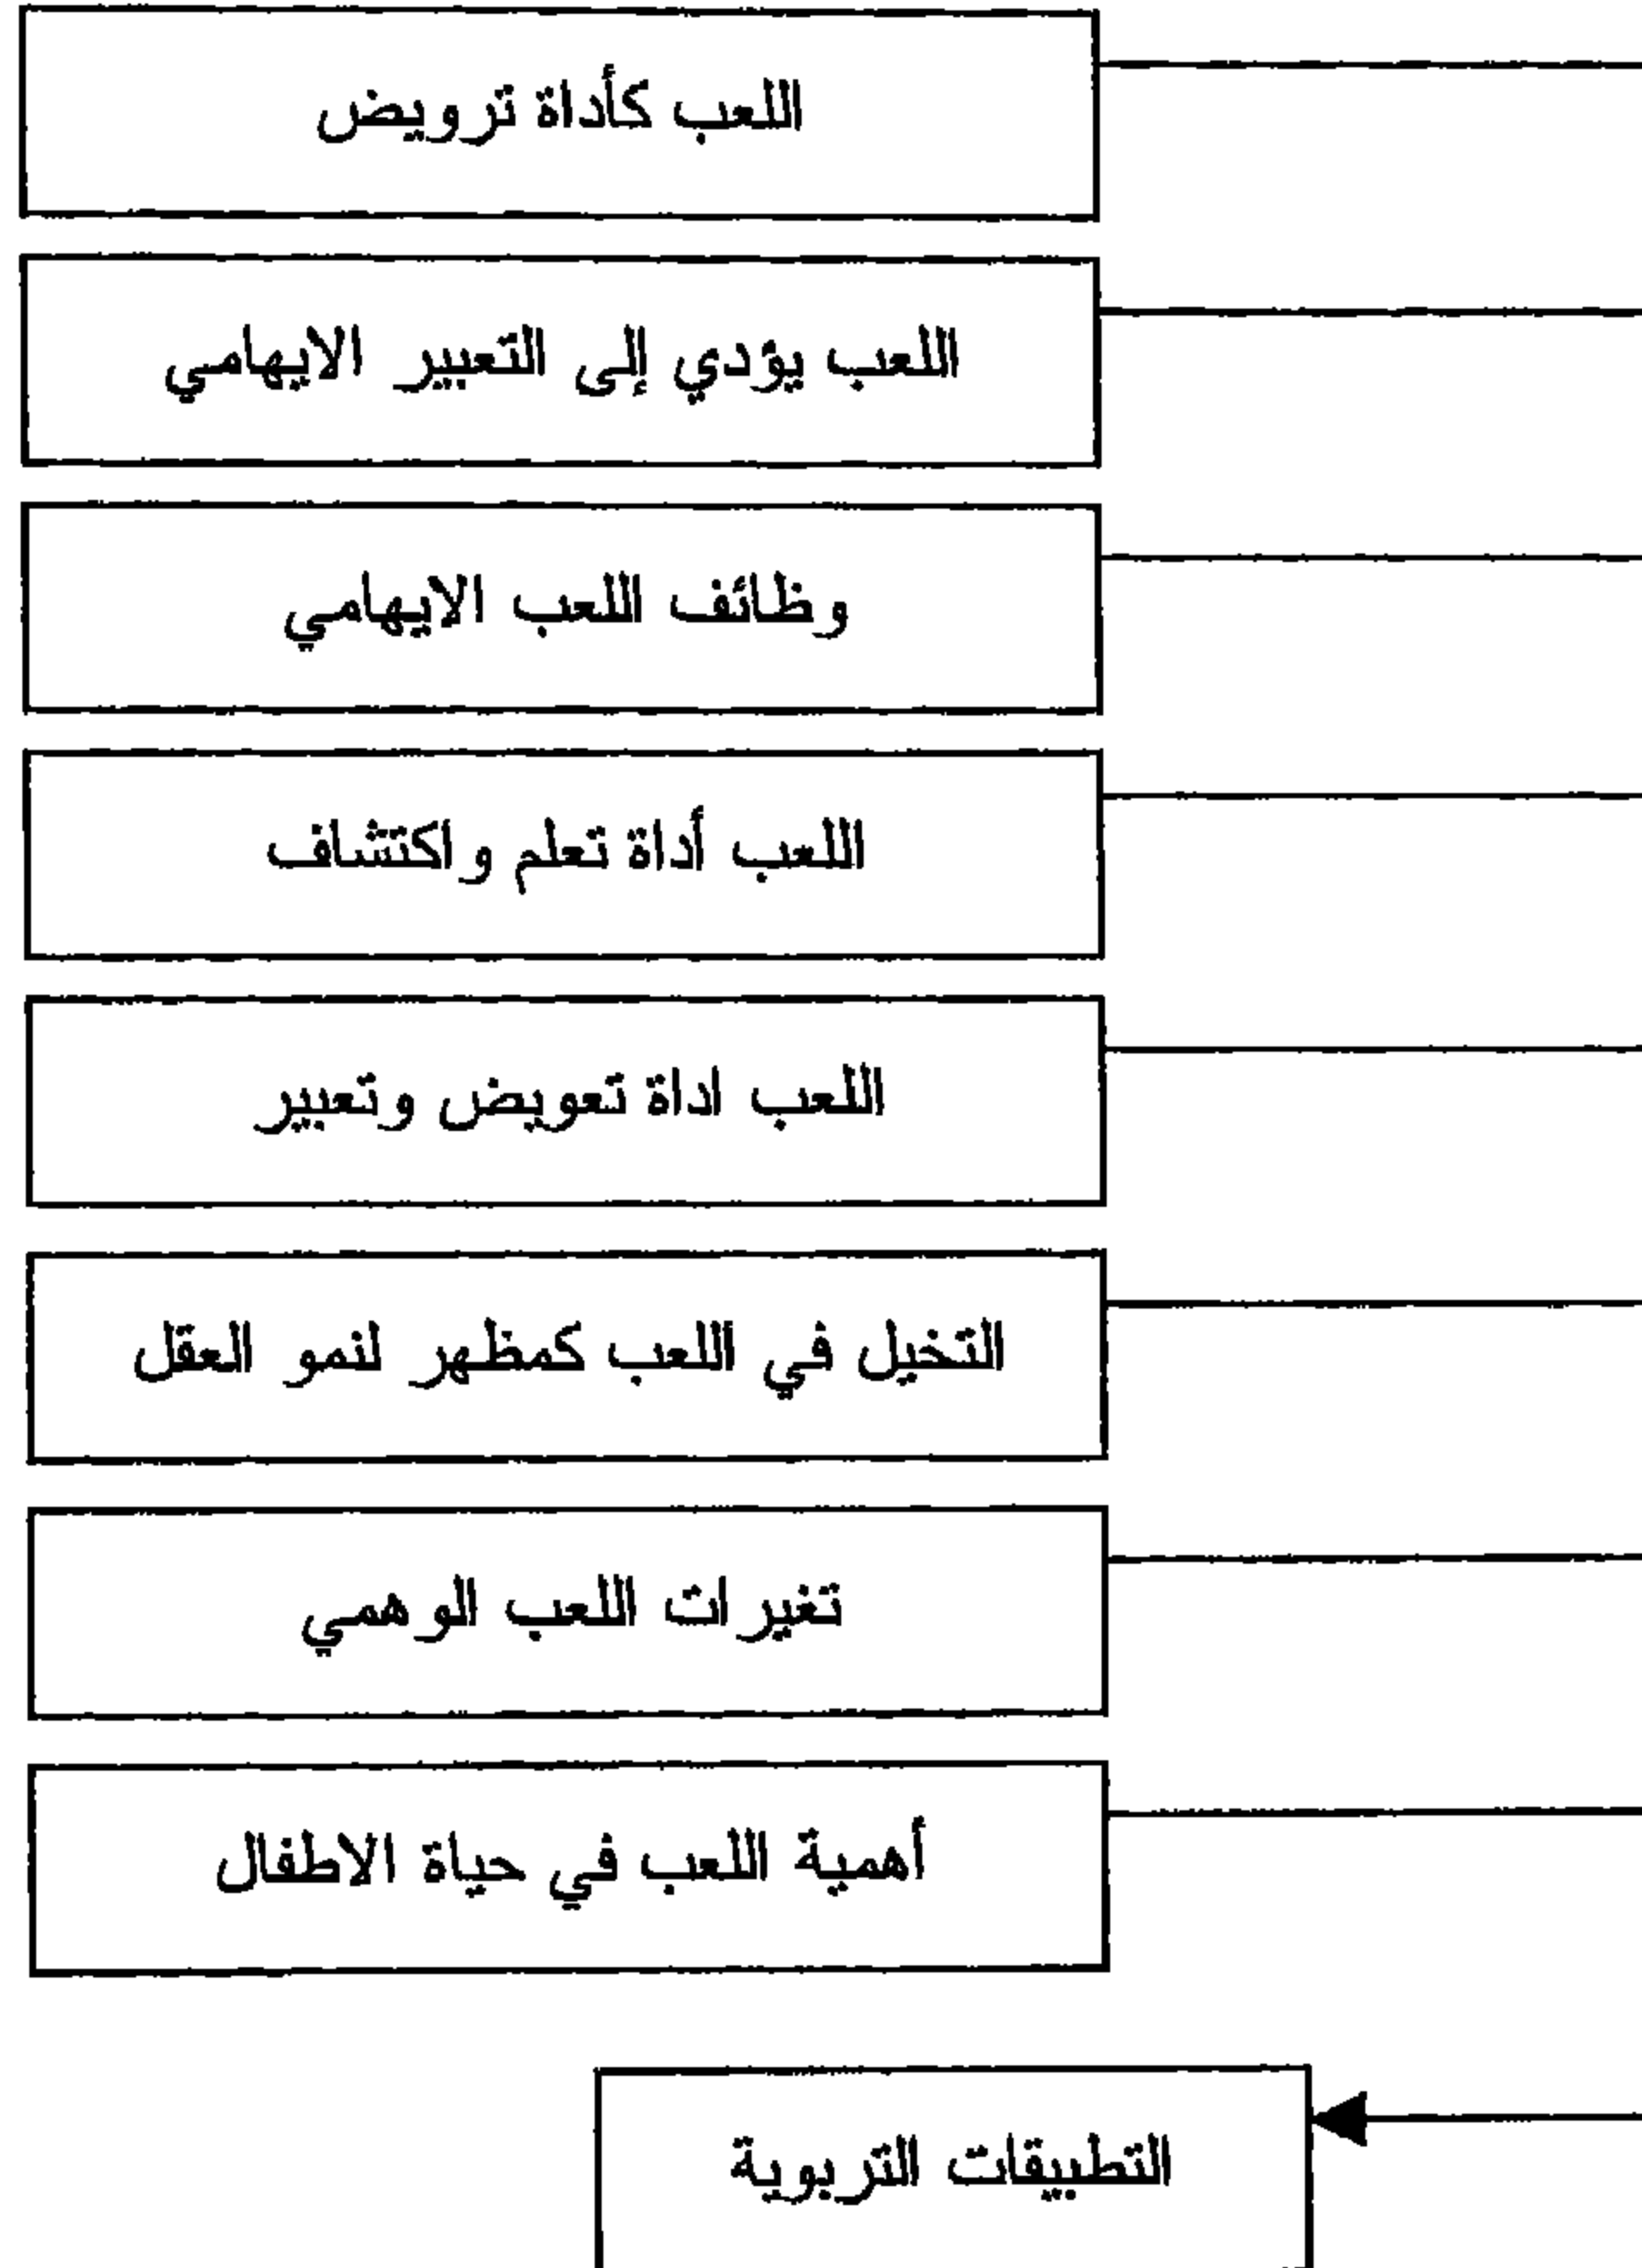 اللعب كأداة ترويض
اللعب يؤدي إلى التعبير الايهامي
وظائف اللعب الايهامي
اللعب أداة تعلم واكتشاف
اللعب اداة تعويض وتعبير
التخيل في اللعب كمظهر لنمو العقل
تغيرات اللعب الوهمي
أهمية اللعب في حياة الاطفال
التطبيقات التربوية